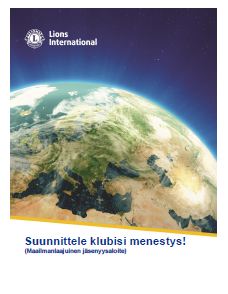 Lions
International
Suunnittele klubisi menestys!
(Maailmanlaajuinen jäsenyysaloite)